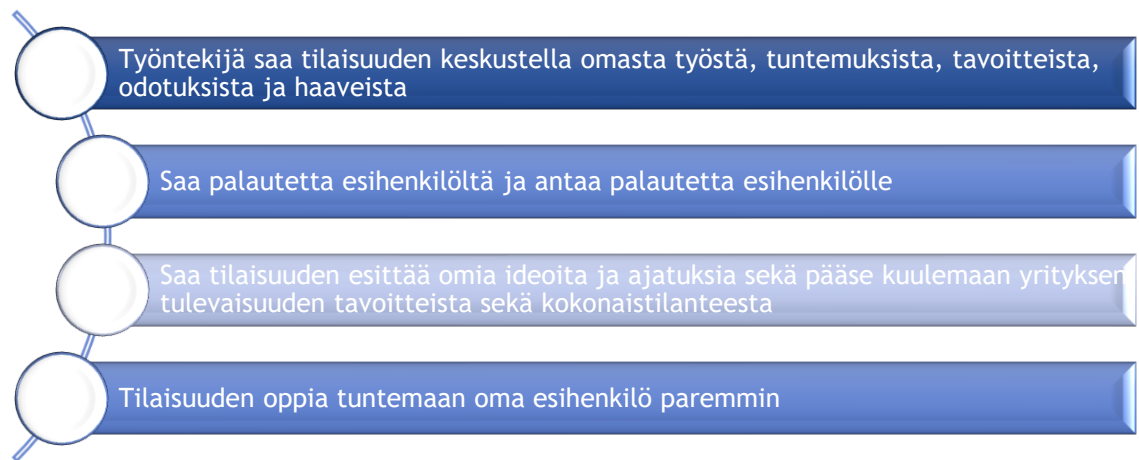 Työntekijä saa tilaisuuden keskustella omasta työstä, tuntemuksista, tavoitteista,
odotuksista ja haaveista
Saa palautetta esihenkilöltä ja antaa palautetta esihenkilölle
Saa tilaisuuden esittää omia ideoita ja ajatuksia sekä pääse kuulemaan yrityksen
tulevaisuuden tavoitteista sekä kokonaistilanteesta
Tilaisuuden oppia tuntemaan oma esihenkilö paremmin